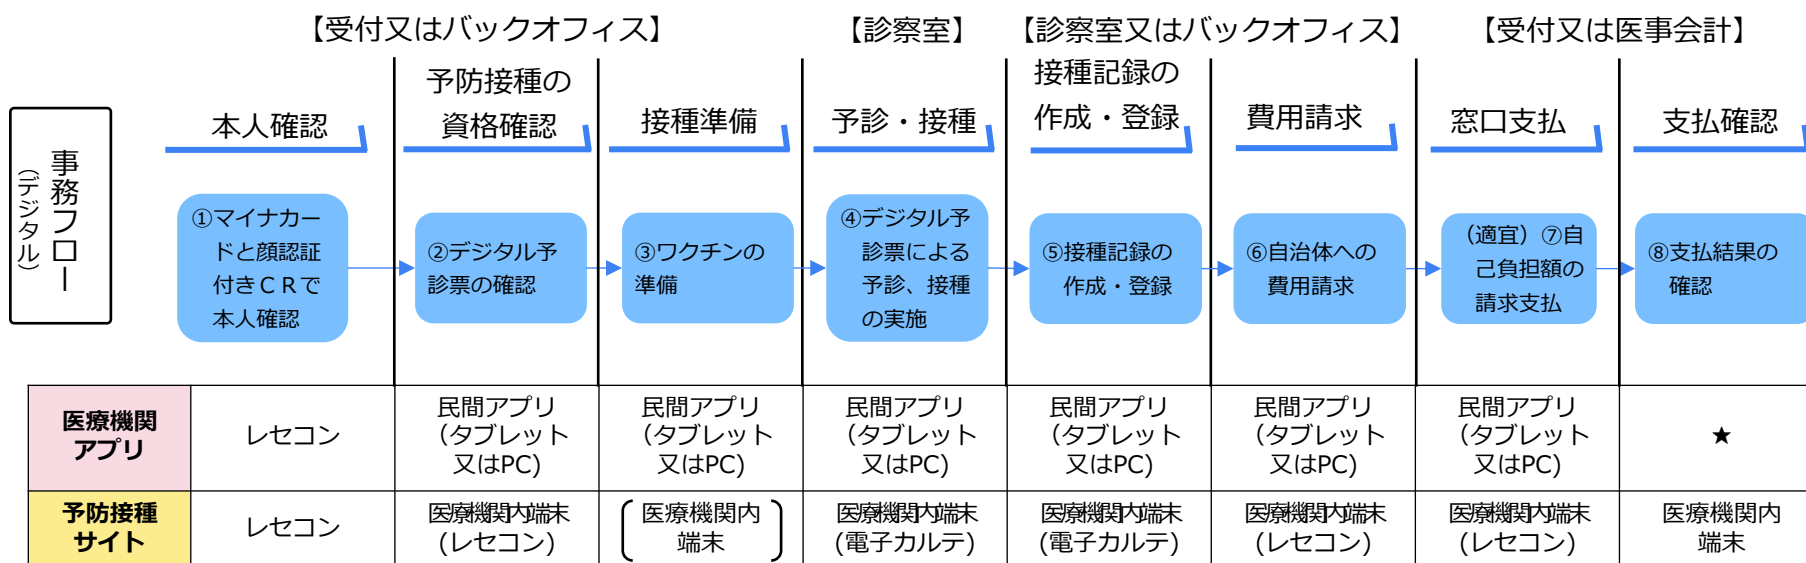 【受付又はバックオフィス】
【診察室】
【診察室又はバックオフィス】
【受付又は医事会計】
事務フロー
（デジタル）
本人確認
予防接種の
資格確認
接種準備
予診・接種
接種記録の
作成・登録
費用請求
窓口支払
支払確認
①マイナカー
ドと顔認証
付きＣＲで
本人確認
②デジタル予
診票の確認
③ワクチンの
準備
④デジタル予
診票による
予診、接種
の実施
⑤接種記録の
作成・登録
⑥自治体への
費用請求
（適宜）⑦自
己負担額の
請求支払
⑧支払結果の
確認
医療機関
アプリ
レセコン
民間アプリ
（タブレット
又はPC)
民間アプリ
（タブレット
又はPC)
民間アプリ
（タブレット
又はPC)
民間アプリ
（タブレット
又はPC)
民間アプリ
（タブレット
又はPC)
民間アプリ
（タブレット
又はPC)
★
予防接種
サイト
レセコン
医療機関内端末
(レセコン)
医療機関内
端末
医療機関内端末
(電子カルテ)
医療機関内端末
(電子カルテ)
医療機関内端末
(レセコン)
医療機関内端末
(レセコン)
医療機関内
端末